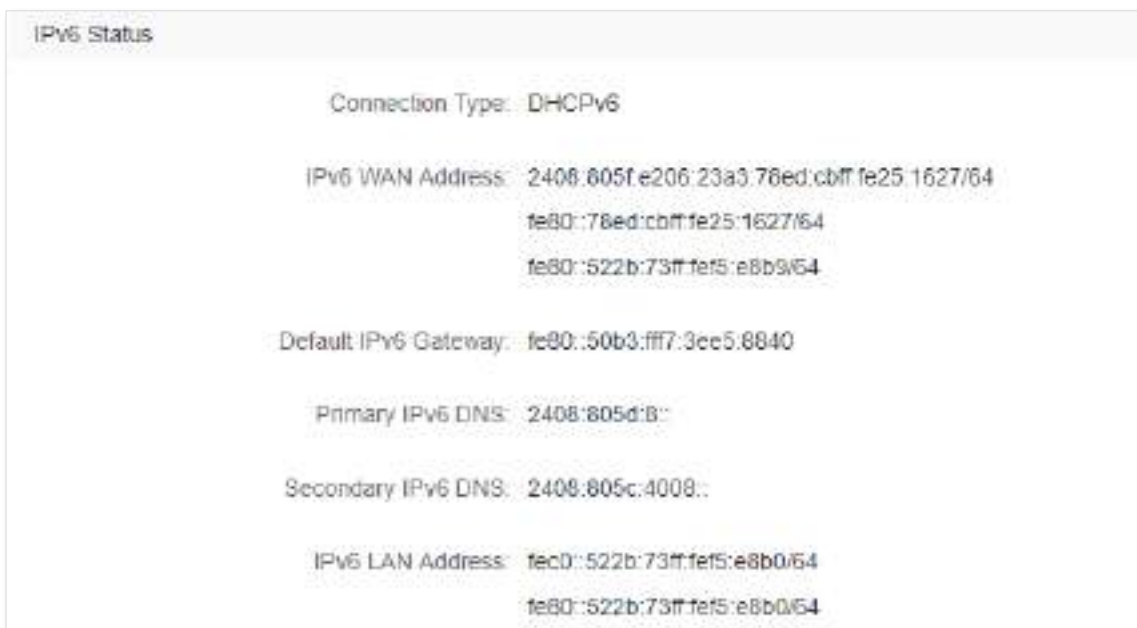 IPv6 Status
Connection Type: DHCPv6
IPv6 WAN Address: 2408:805f:e206:23a3:78ed:cbff:fe25:1627/64
fe80::78ed:cbff:fe25:1627/64
fe80::522b:73ff:fef5:e8b9/64
Default IPv6 Gateway: fe80::50b3:fff7:3ee5:8840
Primary IPv6 DNS: 2408:805d:8::
Secondary IPv6 DNS: 2408:805c:4008::
IPv6 LAN Address: fec0::522b:73ff:fef5:e8b0/64
fe80::522b:73ff:fef5:e8b0/64